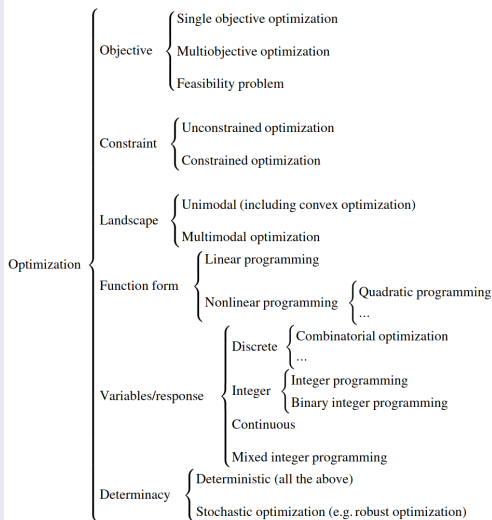 Single objective optimization
Objective
Multiobjective optimization
Feasibility problem
Unconstrained optimization
Constraint
Constrained optimization
Unimodal (including convex optimization)
Landscape
Multimodal optimization
Optimization
Linear programming
Function form
Nonlinear programming
Quadratic programming
...
Discrete
Combinatorial optimization
...
Variables/response
Integer
Integer programming
Binary integer programming
Continuous
Mixed integer programming
Deterministic (all the above)
Determinacy
Stochastic optimization (e.g. robust optimization)